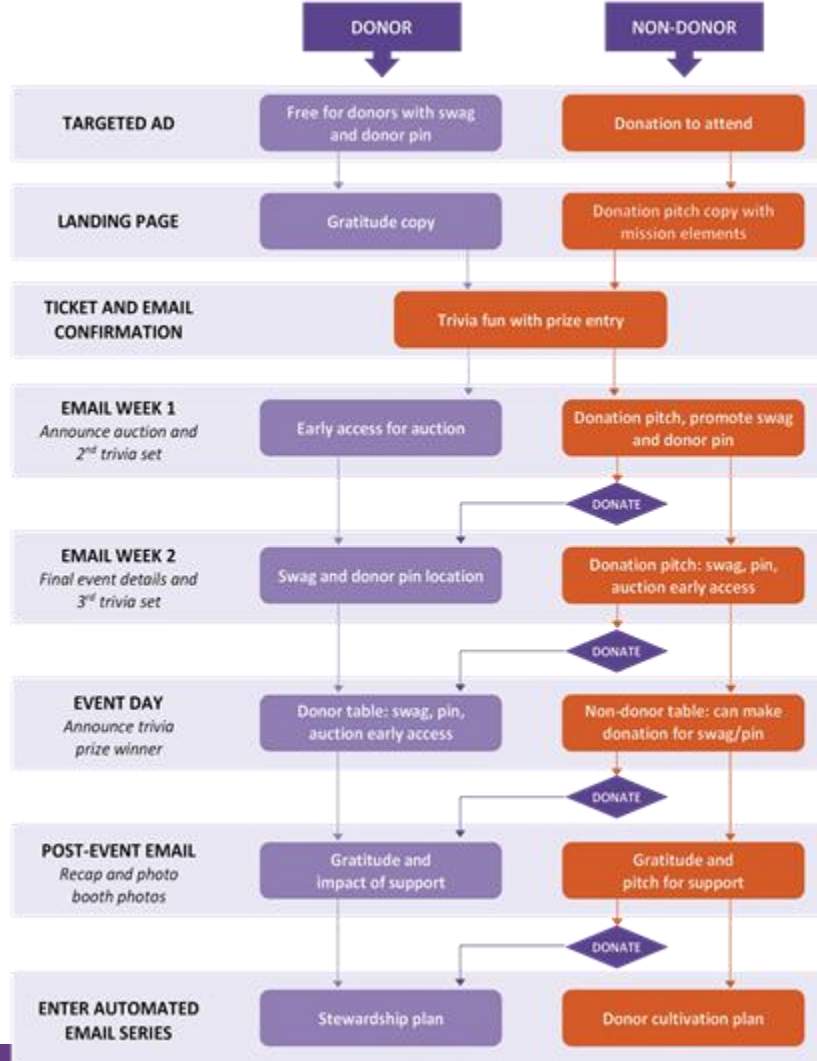 DONOR
NON-DONOR
TARGETED AD
Free for donors with swag
and donor pin
Donation to attend
LANDING PAGE
Gratitude copy
Donation pitch copy with
mission elements
TICKET AND EMAIL
CONFIRMATION
Trivia fun with prize entry
EMAIL WEEK 1
Announce auction and
2nd trivia set
Early access for auction
Donation pitch, promote swag
and donor pin
DONATE
EMAIL WEEK 2
Final event details and
3rd trivia set
Swag and donor pin location
Donation pitch: swag, pin,
auction early access
DONATE
EVENT DAY
Announce trivia
prize winner
Donor table: swag, pin,
auction early access
Non-donor table: can make
donation for swag/pin
DONATE
POST-EVENT EMAIL
Recap and photo
booth photos
Gratitude and
impact of support
Gratitude and
pitch for support
DONATE
ENTER AUTOMATED
EMAIL SERIES
Stewardship plan
Donor cultivation plan